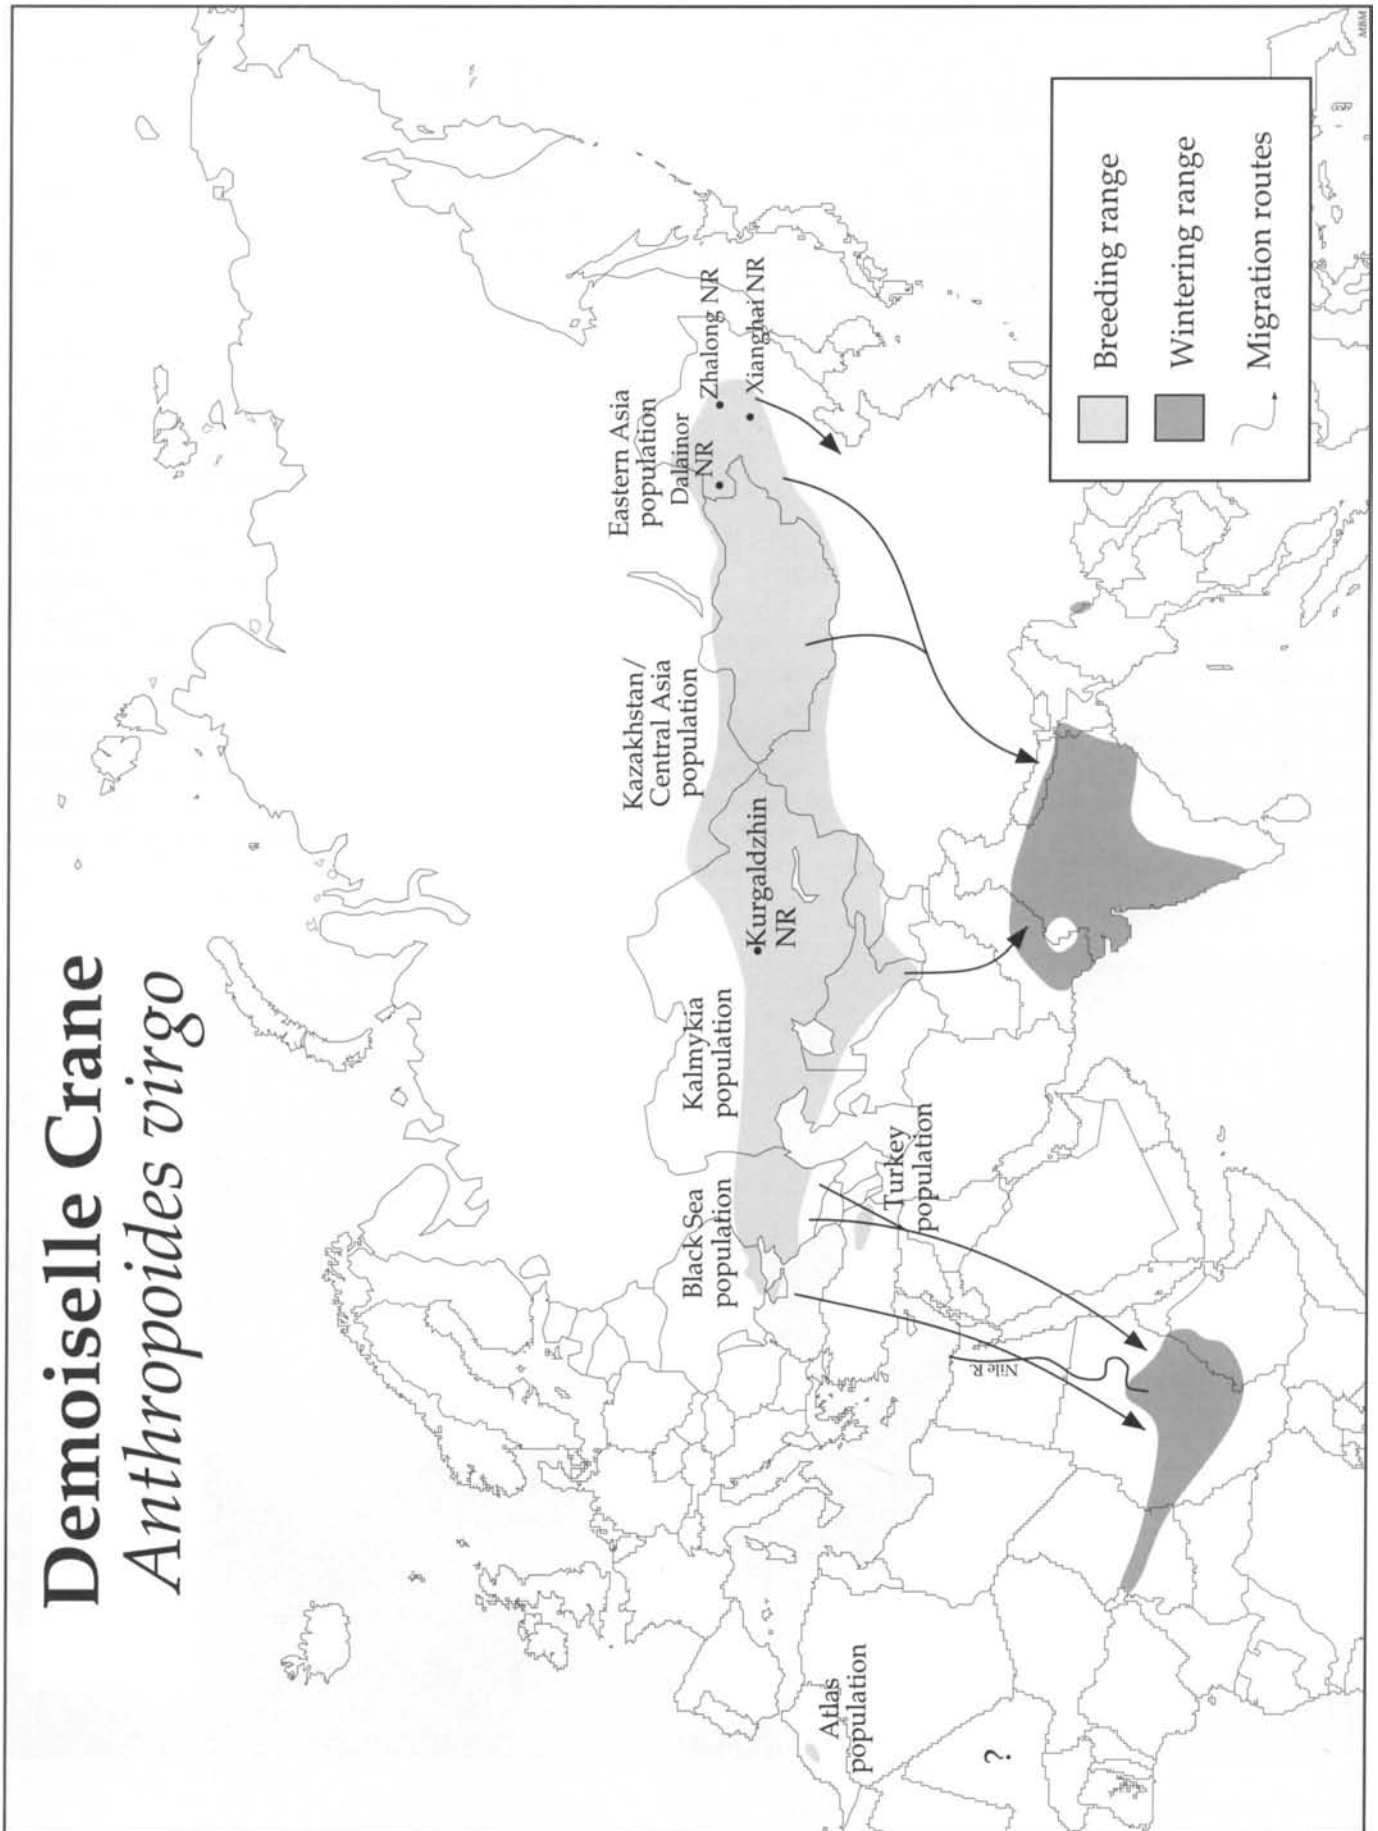 Demoiselle Crane
Anthropoides virgo
Eastern Asia
population
Dalainor
NR
Zhalong NR
Xianghai NR
Kazakhstan/
Central Asia
population
Kurgaldzhin
NR
Kalmykia
population
Black Sea
population
Turkey
population
Nile R.
Atlas
population
?
Breeding range
Wintering range
Migration routes
MBM